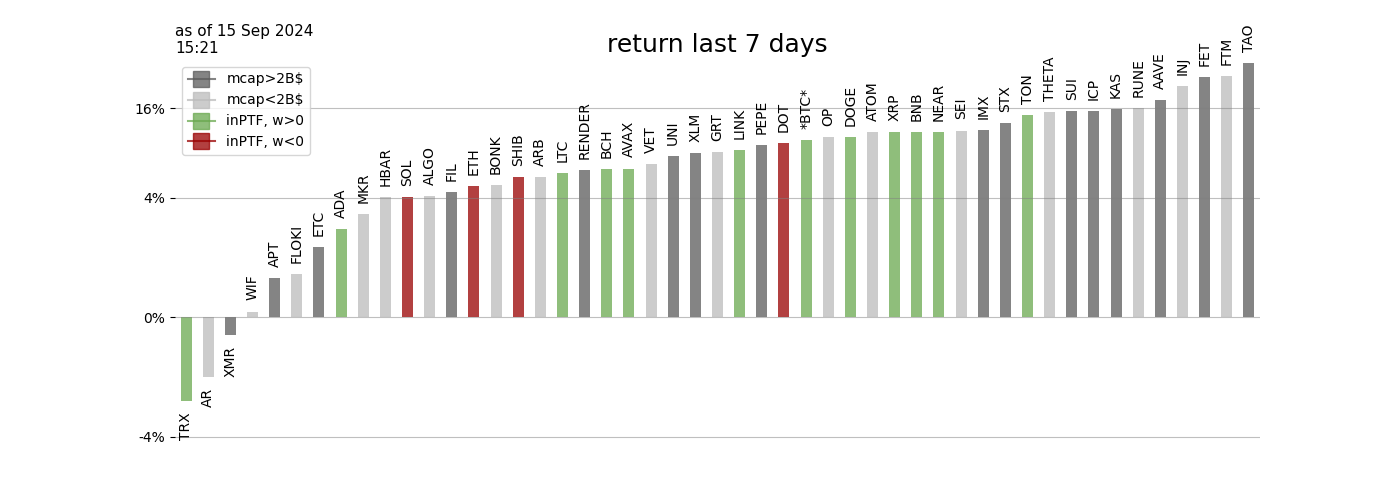 as of 15 Sep 2024
15:21
return last 7 days
mcap>2B$
mcap<2B$
inPTF, w>0
inPTF, w<0
16%
4%
0%
-4%
TRX
AR
XMR
WIF
APT
FLOKI
ETC
ADA
MKR
HBAR
SOL
ALGO
FIL
ETH
BONK
SHIB
ARB
LTC
RENDER
BCH
AVAX
VET
UNI
XLM
GRT
LINK
PEPE
DOT
*BTC*
OP
DOGE
ATOM
XRP
BNB
NEAR
SEI
IMX
STX
TON
THETA
SUI
ICP
KAS
RUNE
AAVE
INJ
FET
FTM
TAO